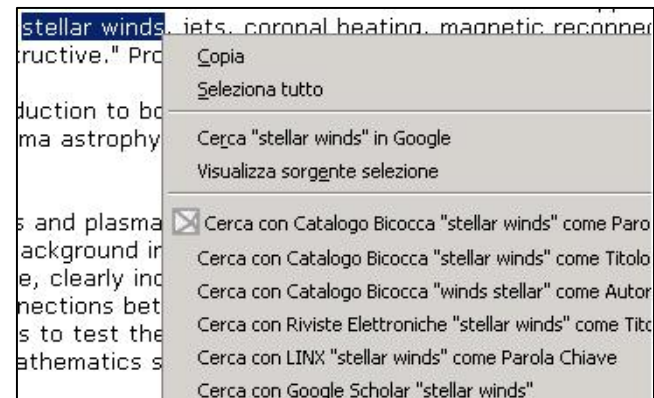 stellar winds, jets, coronal heating, magnetic reconnec
ructive." Pro
duction to bo
ma astrophy
s and plasma
ackground in
e, clearly ind
nections bet
s to test the
athematics s
Copia
Seleziona tutto
Cerca "stellar winds" in Google
Visualizza sorgente selezione
Cerca con Catalogo Bicocca "stellar winds" come Paro
Cerca con Catalogo Bicocca "stellar winds" come Titolo
Cerca con Catalogo Bicocca "winds stellar" come Autor
Cerca con Riviste Elettroniche "stellar winds" come Tito
Cerca con LINX "stellar winds" come Parola Chiave
Cerca con Google Scholar "stellar winds"